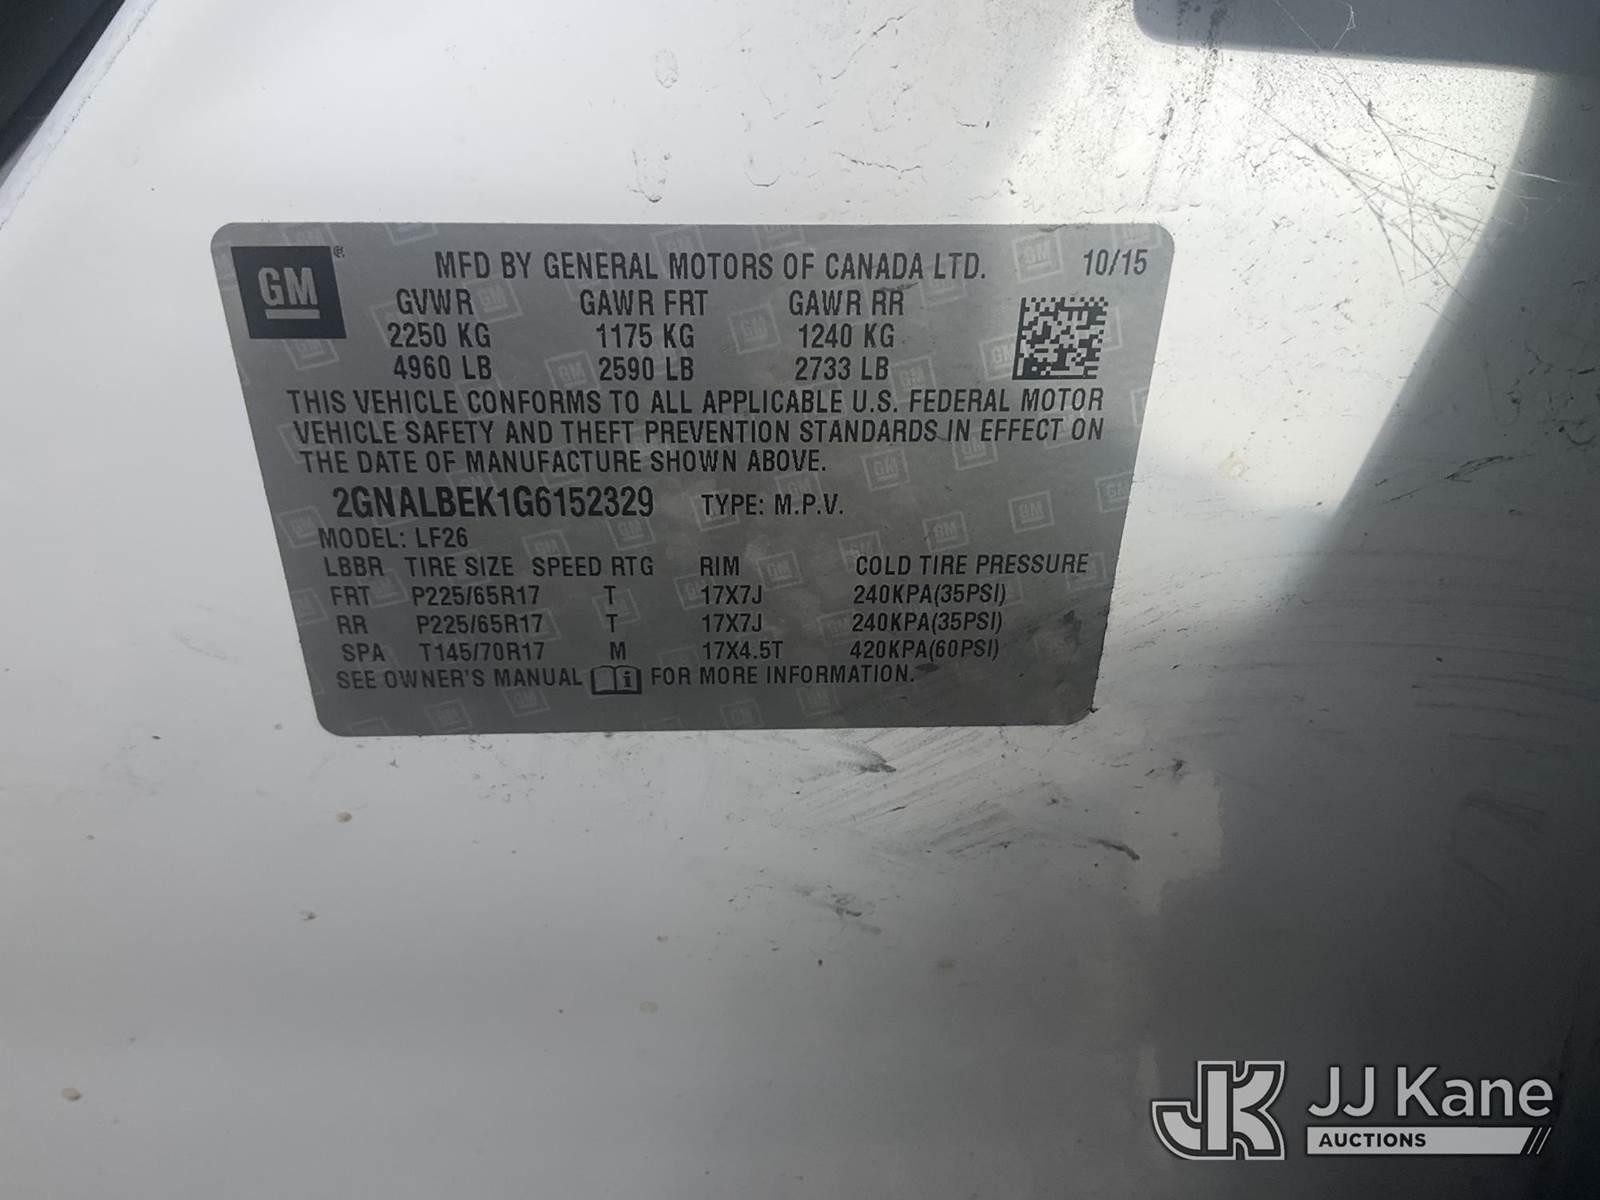 GM
MFD BY GENERAL MOTORS OF CANADA LTD. 10/15
GVWR GAWR FRT GAWR RR
2250 KG 1175 KG 1240 KG
4960 LB 2590 LB 2733 LB
THIS VEHICLE CONFORMS TO ALL APPLICABLE U.S. FEDERAL MOTOR
VEHICLE SAFETY AND THEFT PREVENTION STANDARDS IN EFFECT ON
THE DATE OF MANUFACTURE SHOWN ABOVE.
2GNALBEK1G6152329 TYPE: M.P.V.
MODEL: LF26
LBBR TIRE SIZE SPEED RTG RIM COLD TIRE PRESSURE
FRT P225/65R17 T 17X7J 240KPA(35PSI)
RR P225/65R17 T 17X7J 240KPA(35PSI)
SPA T145/70R17 M 17X4.5T 420KPA(60PSI)
SEE OWNER'S MANUAL i FOR MORE INFORMATION.
JK JJ Kane
AUCTIONS